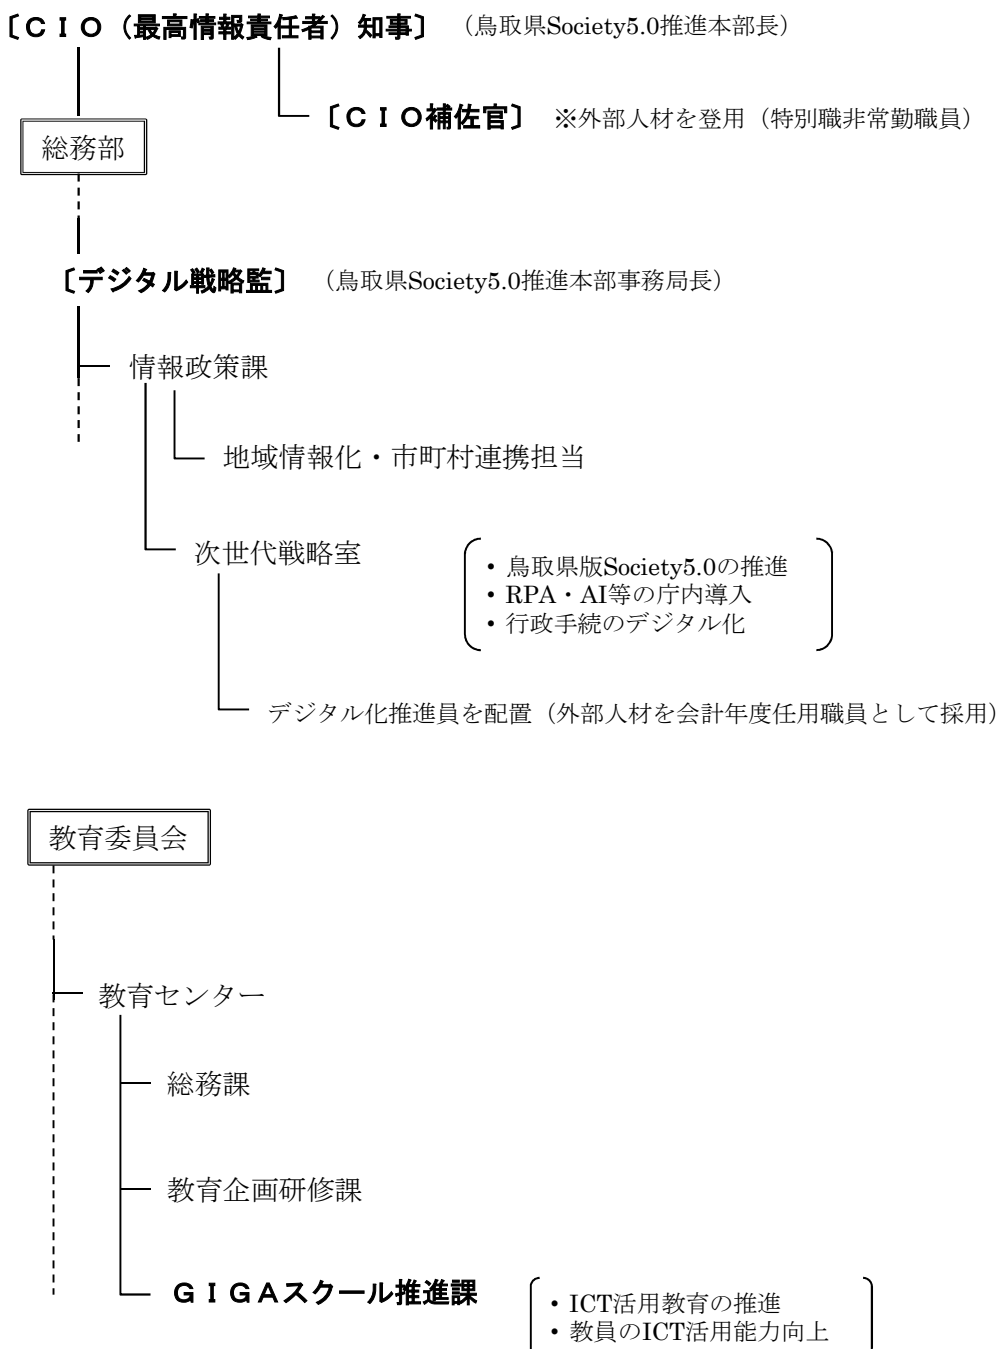 〔ＣＩＯ（最高情報責任者）知事〕 （鳥取県Society5.0推進本部長）
〔ＣＩＯ補佐官〕 ※外部人材を登用（特別職非常勤職員）
総務部
〔デジタル戦略監〕 （鳥取県Society5.0推進本部事務局長）
情報政策課
地域情報化・市町村連携担当
次世代戦略室
・鳥取県版Society5.0の推進
・RPA・AI等の庁内導入
・行政手続のデジタル化
デジタル化推進員を配置（外部人材を会計年度任用職員として採用）
教育委員会
教育センター
総務課
教育企画研修課
ＧＩＧＡスクール推進課
・ICT活用教育の推進
・教員のICT活用能力向上